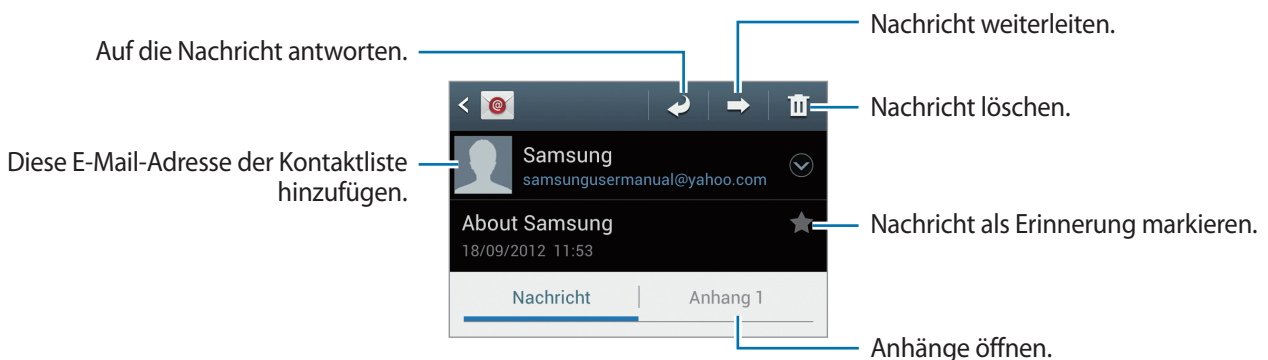 Nachricht weiterleiten.
Auf die Nachricht antworten.
Nachricht löschen.
Diese E-Mail-Adresse der Kontaktliste
hinzufügen.
Samsung
samsungusermanual@yahoo.com
About Samsung
18/09/2012 11:53
Nachricht als Erinnerung markieren.
Nachricht
Anhang 1
Anhänge öffnen.